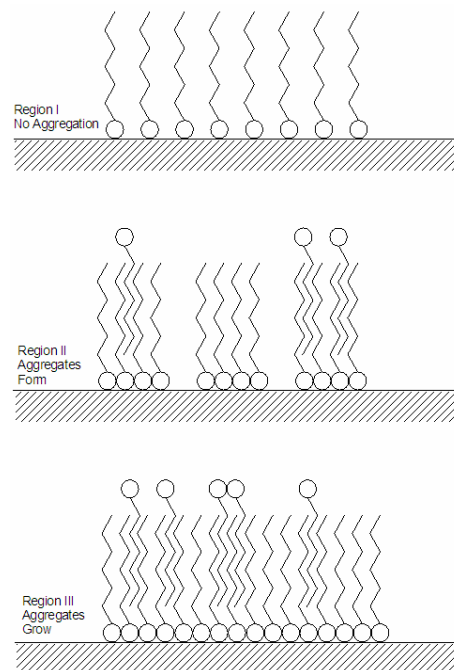 Region I
No Aggregation
Region II
Aggregates
Form
Region III
Aggregates
Grow